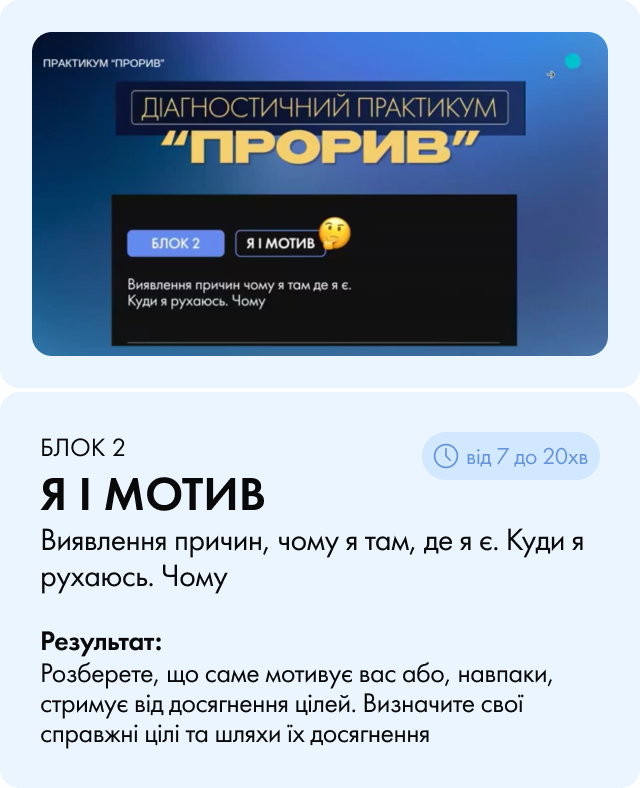 ПРАКТИКУМ "ПРОРИВ"
ДІАГНОСТИЧНИЙ ПРАКТИКУМ
“ПРОРИВ”
БЛОК 2
Я І МОТИВ
Виявлення причин чому я там де я є.
Куди я рухаюсь. Чому
БЛОК 2
від 7 до 20хв
Я І МОТИВ
Виявлення причин, чому я там, де я є. Куди я
рухаюсь. Чому
Результат:
Розберете, що саме мотивує вас або, навпаки,
стримує від досягнення цілей. Визначите свої
справжні цілі та шляхи їх досягнення